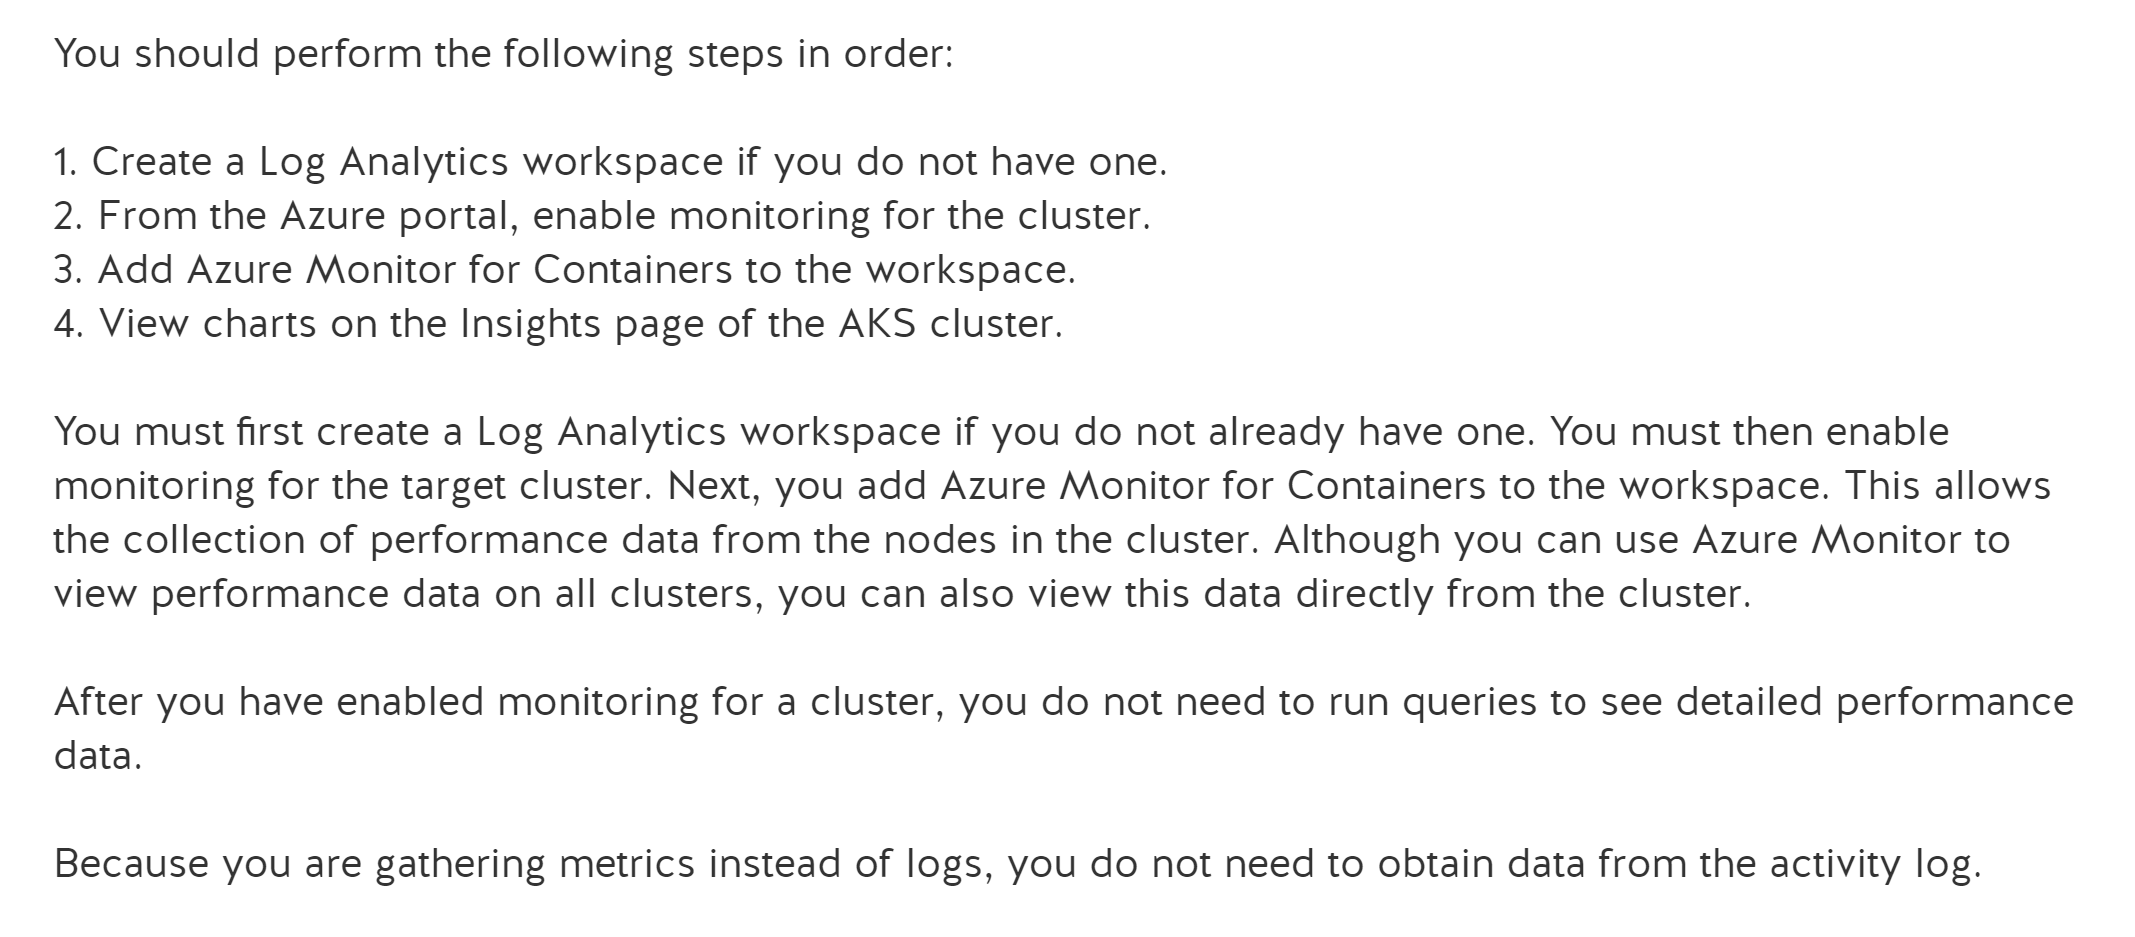 You should perform the following steps in order:
1. Create a Log Analytics workspace if you do not have one.
2. From the Azure portal, enable monitoring for the cluster.
3. Add Azure Monitor for Containers to the workspace.
4. View charts on the Insights page of the AKS cluster.
You must first create a Log Analytics workspace if you do not already have one. You must then enable
monitoring for the target cluster. Next, you add Azure Monitor for Containers to the workspace. This allows
the collection of performance data from the nodes in the cluster. Although you can use Azure Monitor to
view performance data on all clusters, you can also view this data directly from the cluster.
After you have enabled monitoring for a cluster, you do not need to run queries to see detailed performance
data.
Because you are gathering metrics instead of logs, you do not need to obtain data from the activity log.